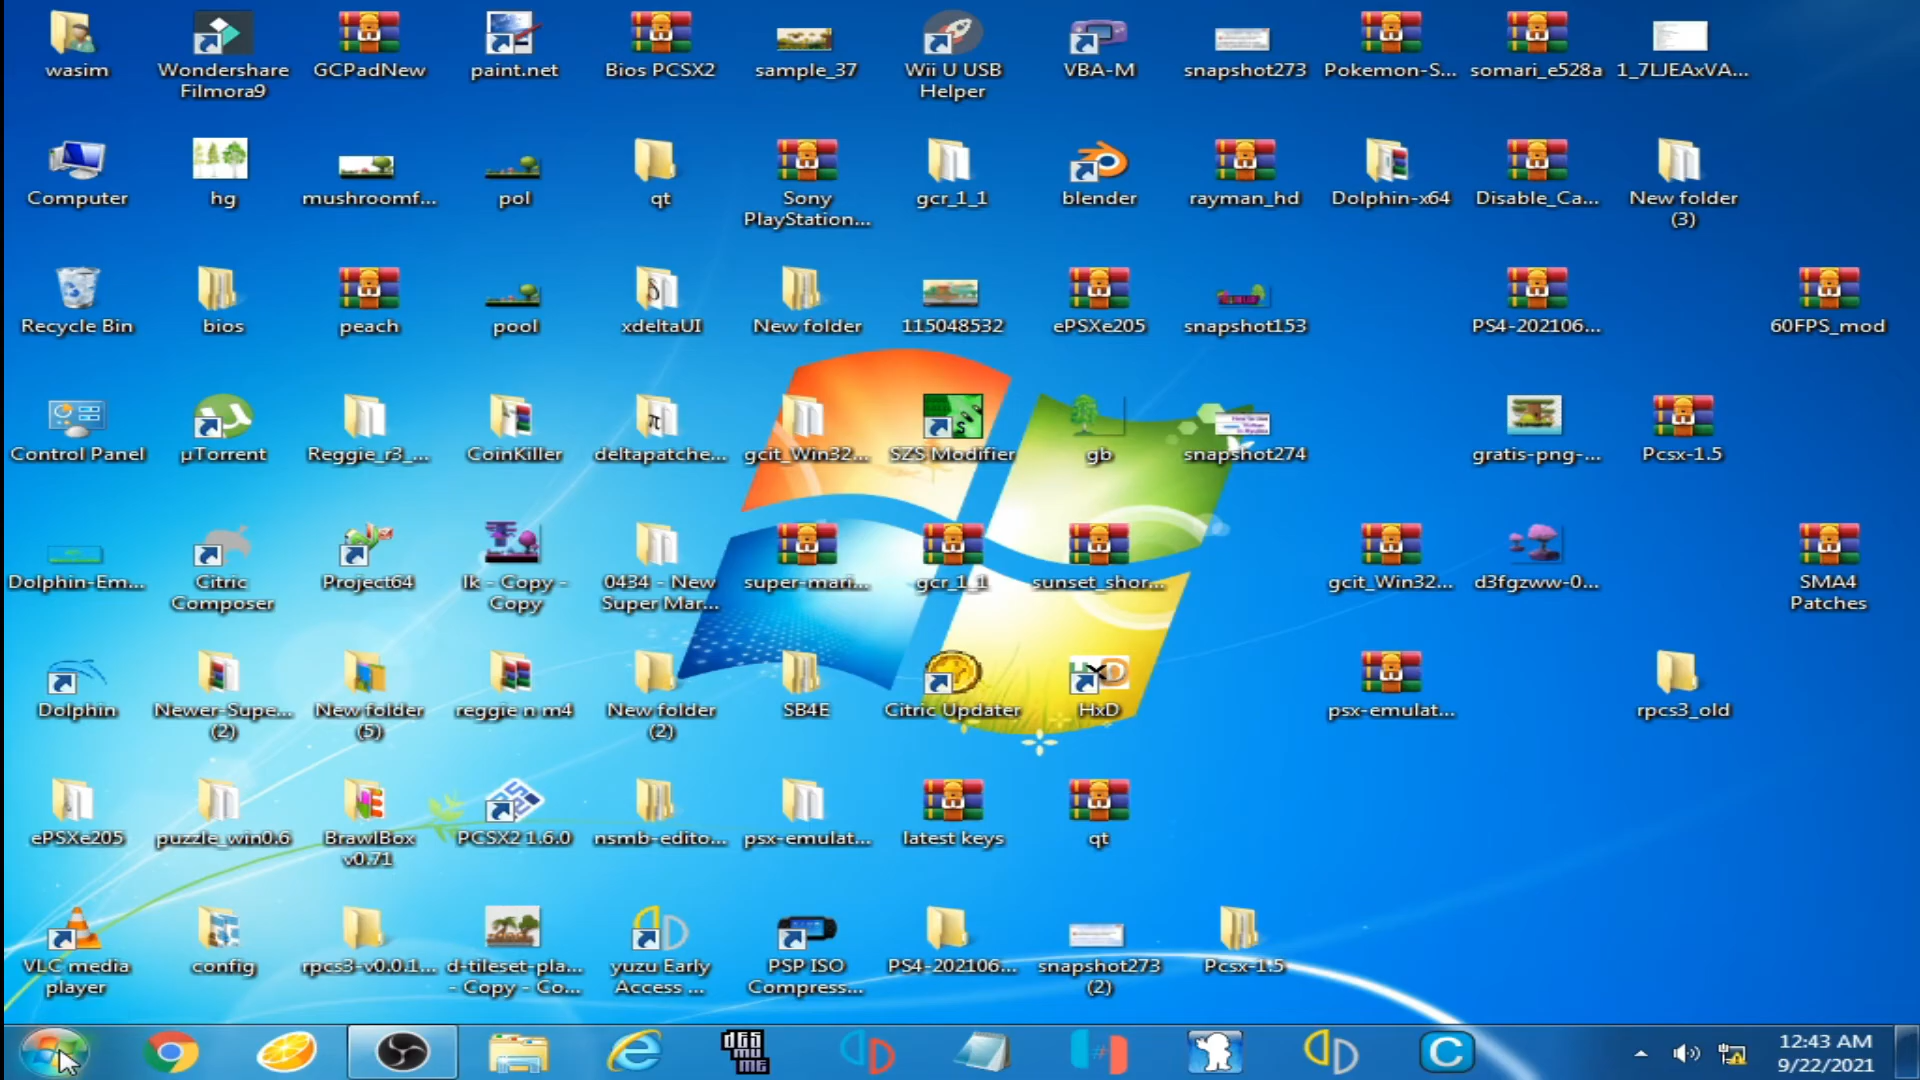 wasim
Wondershare
Filmora9
GCPadNew
paint.net
Bios PCSX2
sample_37
Wii U USB
Helper
VBA-M
snapshot273
Pokemon-S...
somari_e528a
1_7LJEAxVA...
Computer
hg
mushroomf...
pol
qt
Sony
PlayStation...
gcr_1_1
blender
rayman_hd
Dolphin-x64
Disable_Ca...
New folder
(3)
Recycle Bin
bios
peach
pool
xdeltaUI
New folder
115048532
ePSXe205
snapshot153
PS4-202106...
60FPS_mod
Control Panel
µTorrent
Reggie_r3_...
CoinKiller
deltapatche...
gcit_Win32...
SZS Modifier
gb
snapshot274
gratis-png-...
Pcsx-1.5
Dolphin-Em...
Citric
Composer
Project64
lk - Copy -
Copy
0434 - New
Super Mar...
super-mari...
gcr_1_1
sunset_shor...
gcit_Win32...
d3fgzww-0...
SMA4
Patches
Dolphin
Newer-Supe...
(2)
New folder
(5)
reggie n m4
New folder
(2)
SB4E
Citric Updater
HxD
psx-emulat...
rpcs3_old
ePSXe205
puzzle_win0.6
BrawlBox
v0.71
PCSX2 1.6.0
nsmb-edito...
psx-emulat...
latest keys
qt
VLC media
player
config
rpcs3-v0.0.1...
d-tileset-pla...
- Copy - Co...
yuzu Early
Access ...
PSP ISO
Compress...
PS4-202106...
snapshot273
(2)
Pcsx-1.5
12:43 AM
9/22/2021